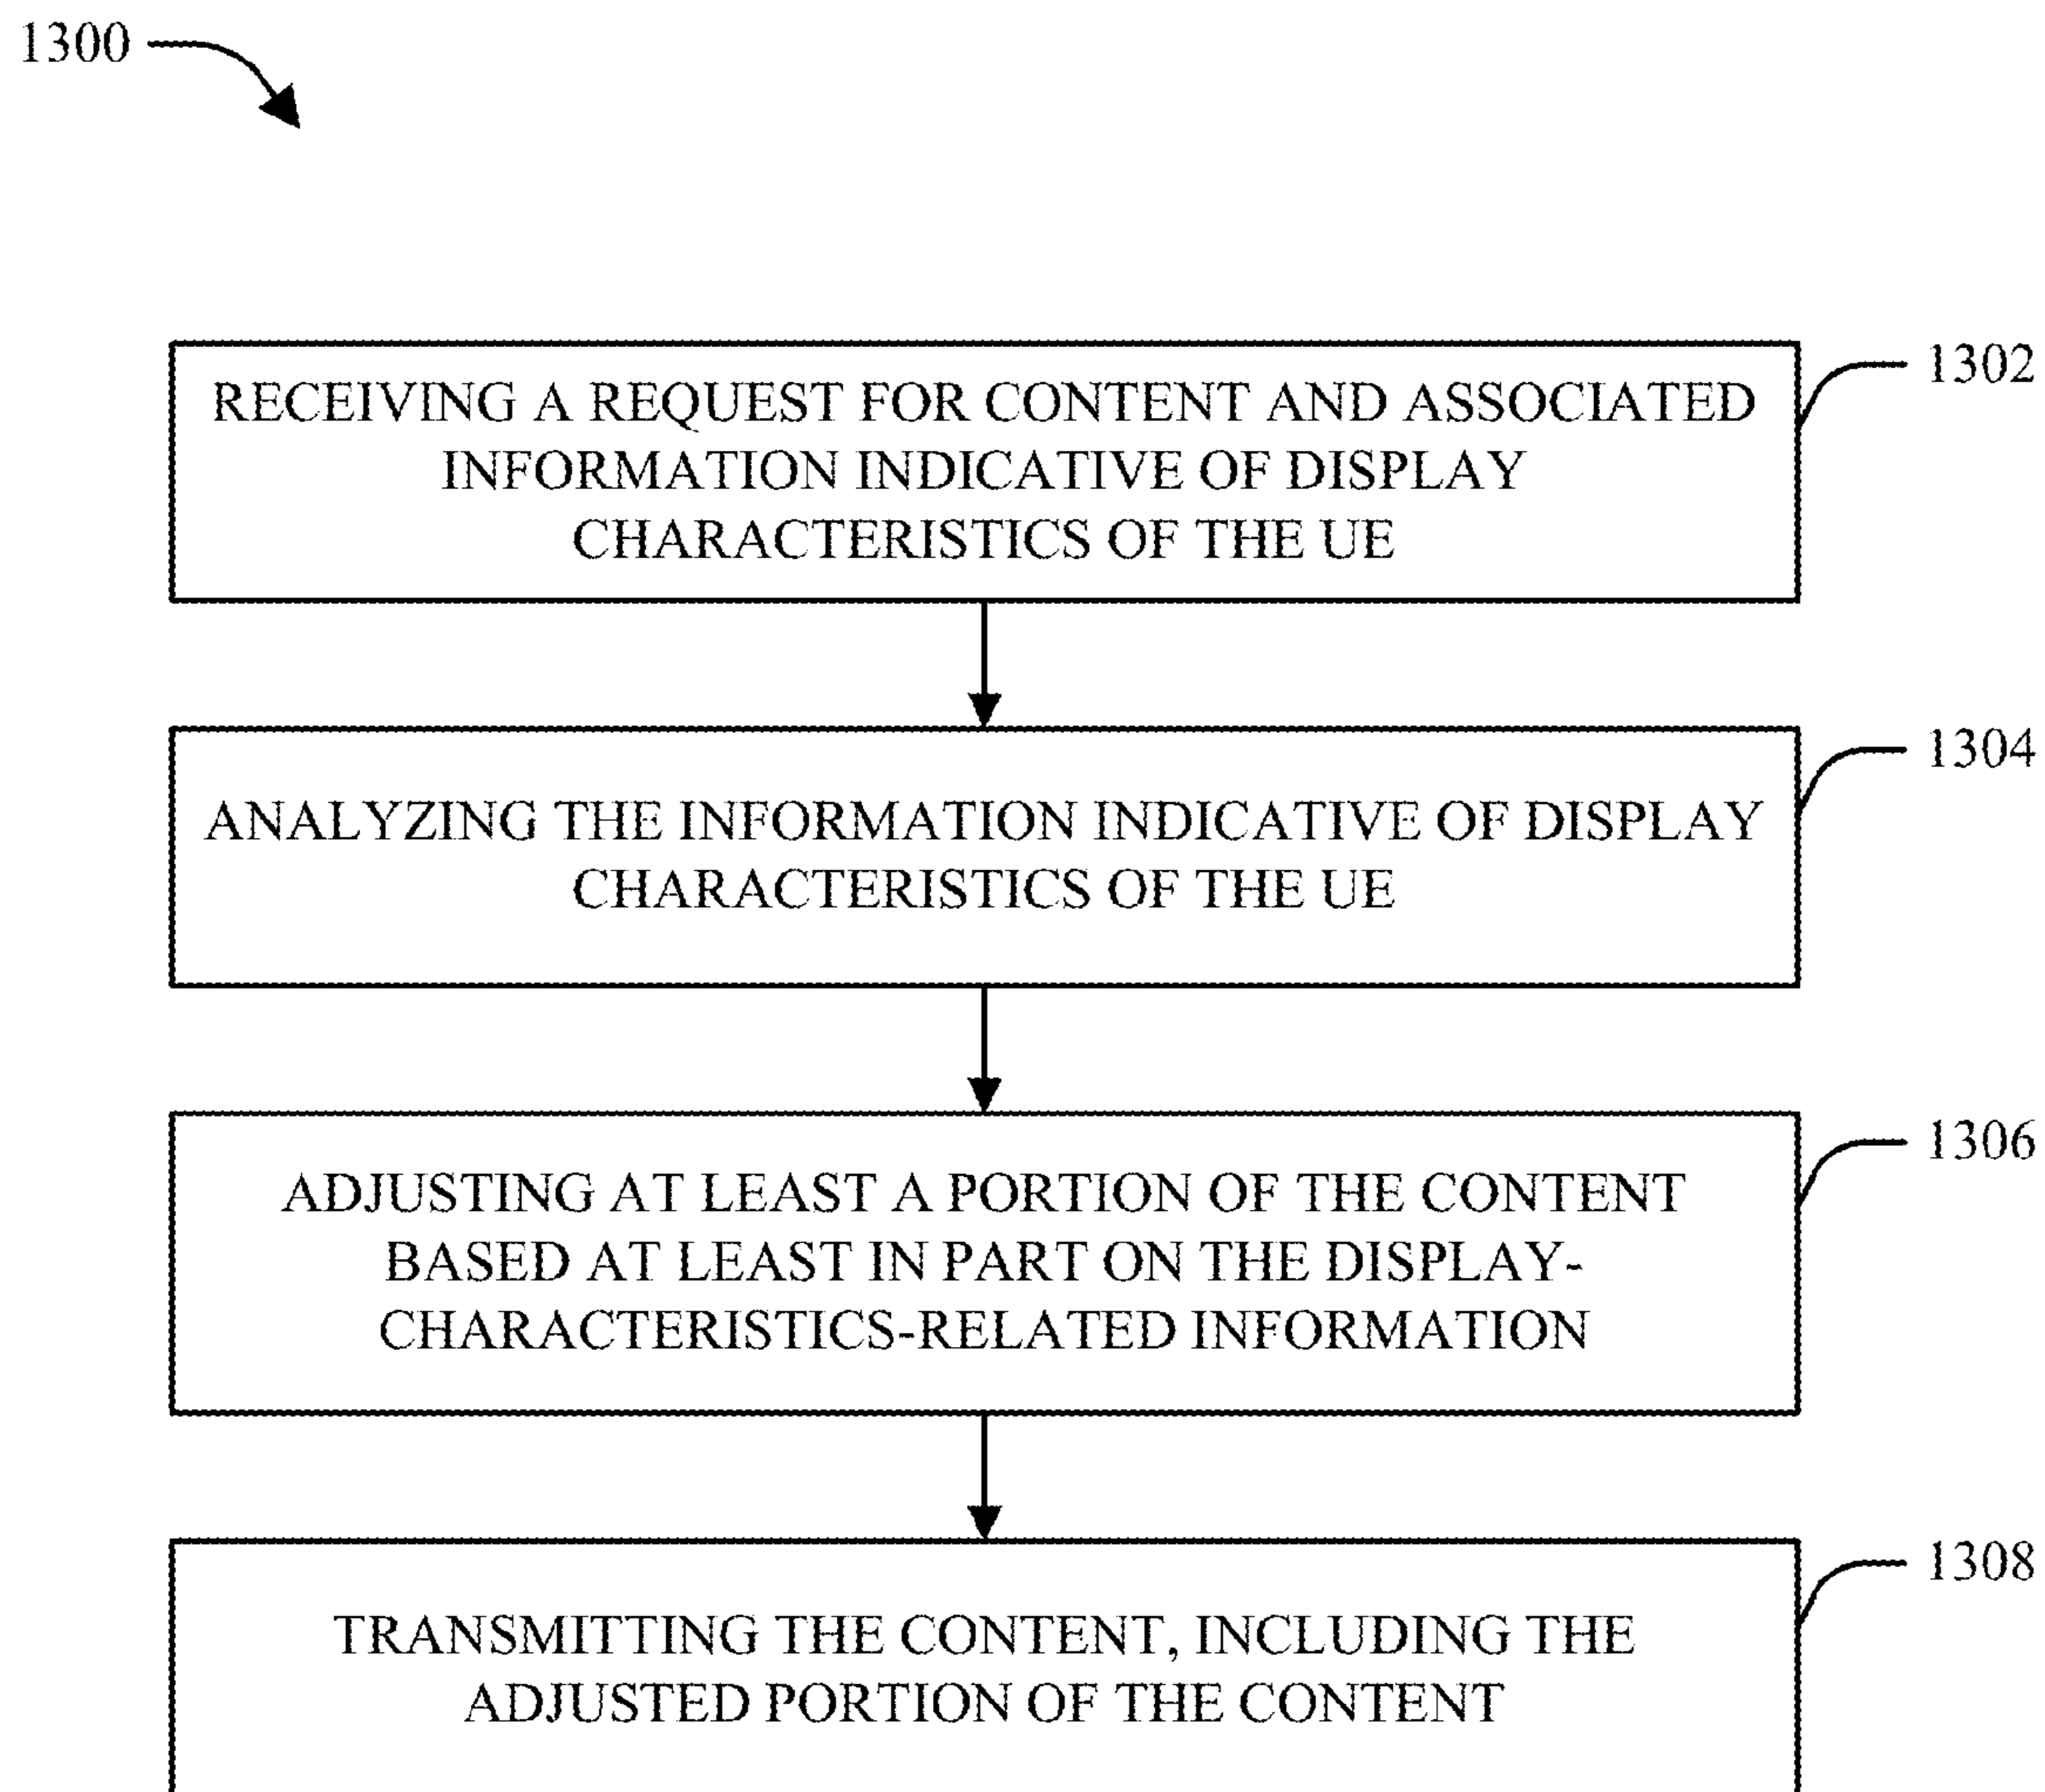 1300
RECEIVING A REQUEST FOR CONTENT AND ASSOCIATED
INFORMATION INDICATIVE OF DISPLAY
CHARACTERISTICS OF THE UE
1302
ANALYZING THE INFORMATION INDICATIVE OF DISPLAY
CHARACTERISTICS OF THE UE
1304
ADJUSTING AT LEAST A PORTION OF THE CONTENT
BASED AT LEAST IN PART ON THE DISPLAY-
CHARACTERISTICS-RELATED INFORMATION
1306
TRANSMITTING THE CONTENT, INCLUDING THE
ADJUSTED PORTION OF THE CONTENT
1308